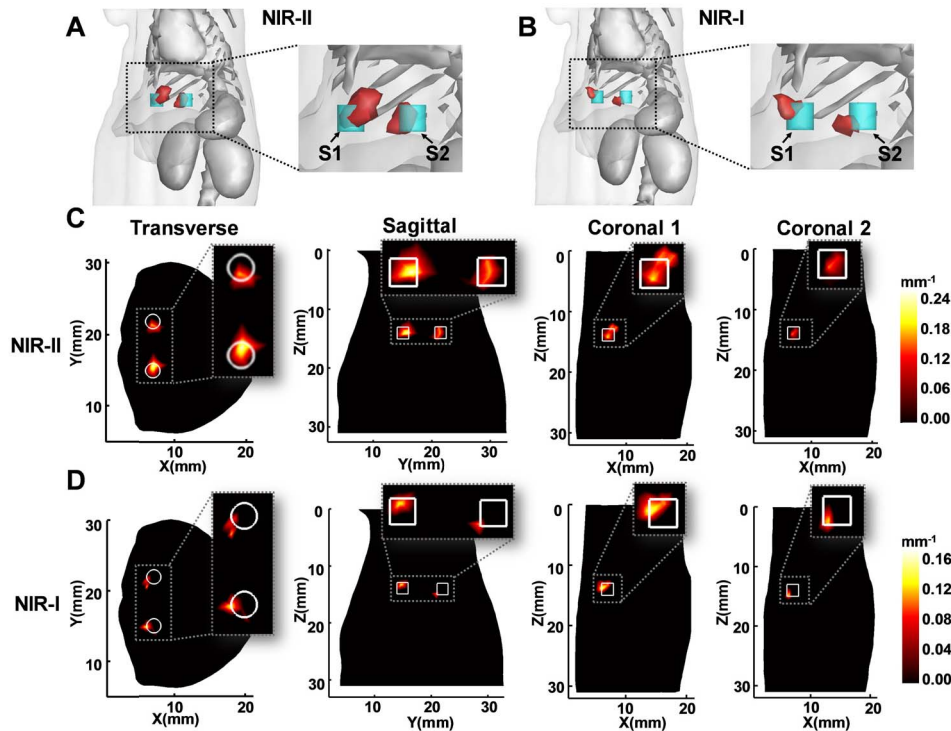 A NIR-II
B NIR-I
S1 S2
S1 S2
C Transverse Sagittal Coronal 1 Coronal 2
NIR-II
Y(mm) 30 20 10
10 20
X(mm)
Z(mm) 0 10 20 30
10 20 30
Y(mm)
Z(mm) 0 10 20 30
10 20
X(mm)
Z(mm) 0 10 20 30
10 20
X(mm)
mm⁻¹
0.24
0.18
0.12
0.06
0.00
D
NIR-I
Y(mm) 30 20 10
10 20
X(mm)
Z(mm) 0 10 20 30
10 20 30
Y(mm)
Z(mm) 0 10 20 30
10 20
X(mm)
Z(mm) 0 10 20 30
10 20
X(mm)
mm⁻¹
0.16
0.12
0.08
0.04
0.00